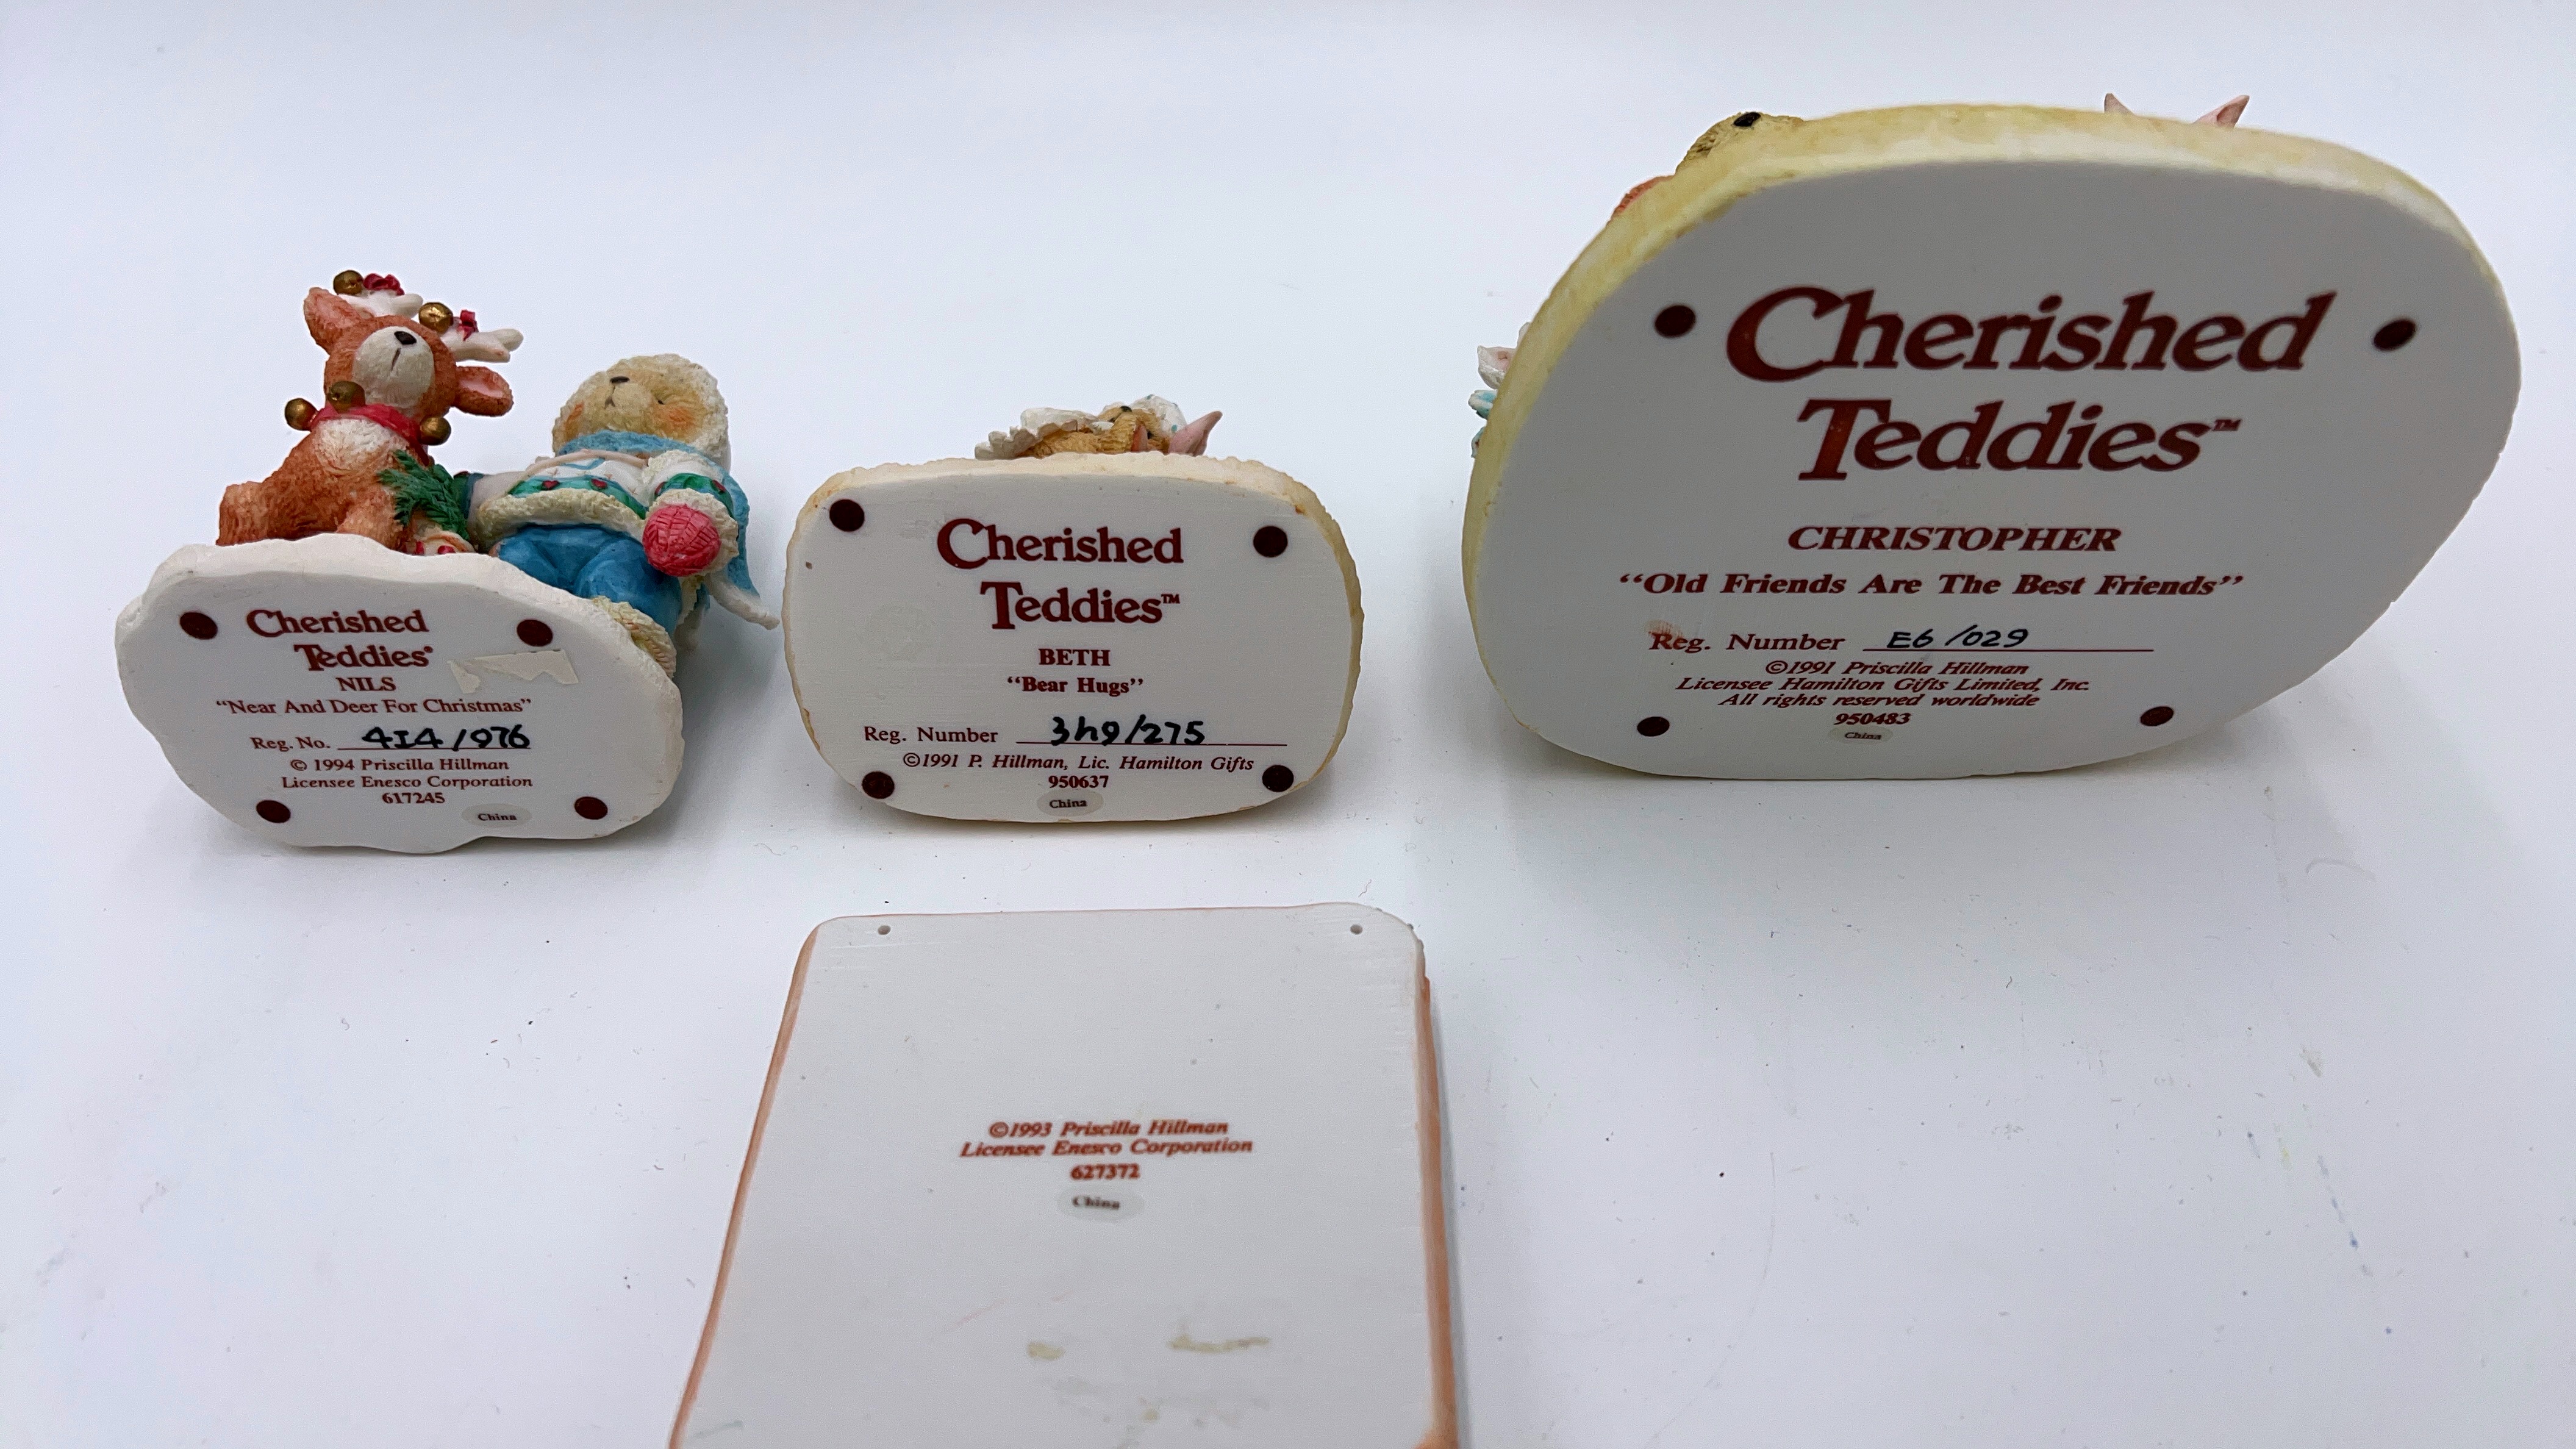 Cherished
Teddies®
NILS
"Near And Deer For Christmas"
Reg. No. 414/976
© 1994 Priscilla Hillman
Licensee Enesco Corporation
617245
China
Cherished
Teddies™
BETH
"Bear Hugs"
Reg. Number 3h9/275
©1991 P. Hillman, Lic. Hamilton Gifts
950637
China
Cherished
Teddies™
CHRISTOPHER
"Old Friends Are The Best Friends"
Reg. Number E6/029
©1991 Priscilla Hillman
Licensee Hamilton Gifts Limited, Inc.
All rights reserved worldwide
950483
China
©1993 Priscilla Hillman
Licensee Enesco Corporation
627372
China